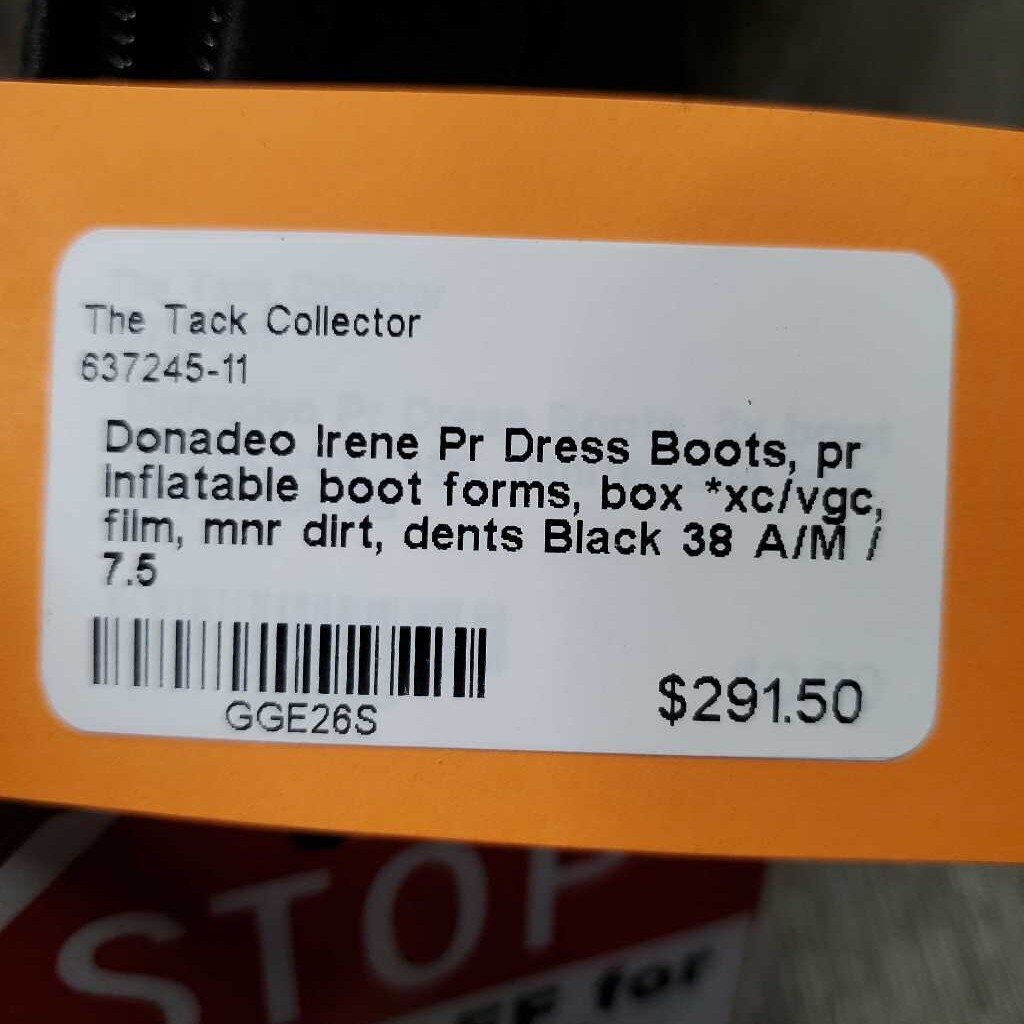 The Tack Collector
637245-11
Donadeo Irene Pr Dress Boots, pr
inflatable boot forms, box *xc/vgc,
film, mnr dirt, dents Black 38 A/M /
7.5
GGE26S
$291.50
STOP
for